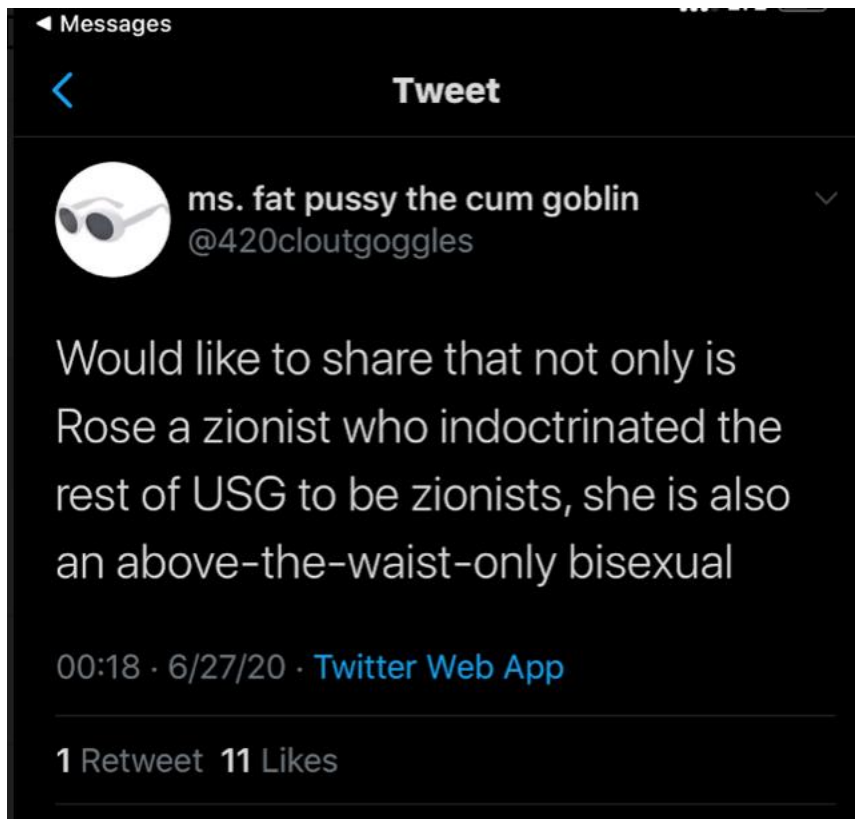 Messages
Tweet
ms. fat pussy the cum goblin
@420cloutgoggles
Would like to share that not only is
Rose a zionist who indoctrinated the
rest of USG to be zionists, she is also
an above-the-waist-only bisexual
00:18 · 6/27/20 · Twitter Web App
1 Retweet 11 Likes